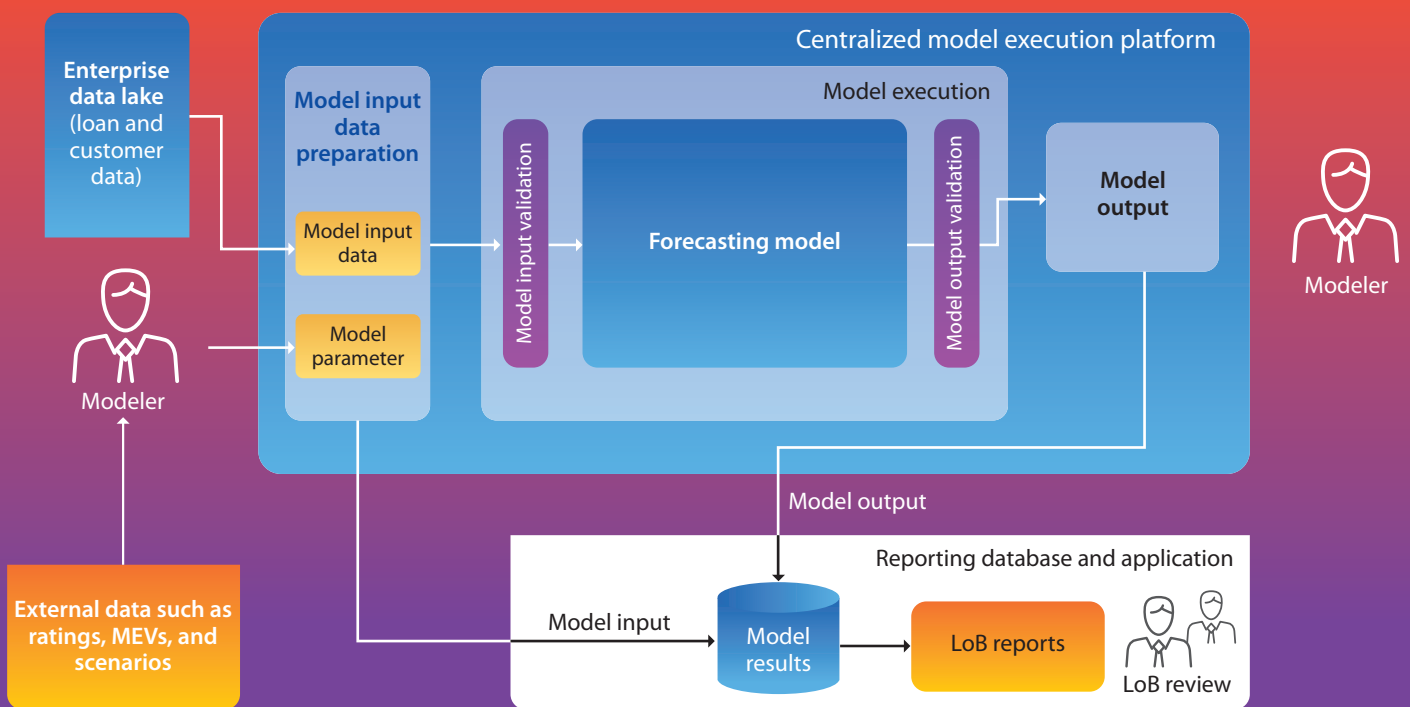 Centralized model execution platform
Enterprise
data lake
(loan and
customer
data)
Model input
data
preparation
Model input
data
Model
parameter
Model execution
Model input validation
Forecasting model
Model output validation
Model
output
Modeler
Modeler
External data such as
ratings, MEVs, and
scenarios
Model output
Reporting database and application
Model input
Model
results
LoB reports
LoB review